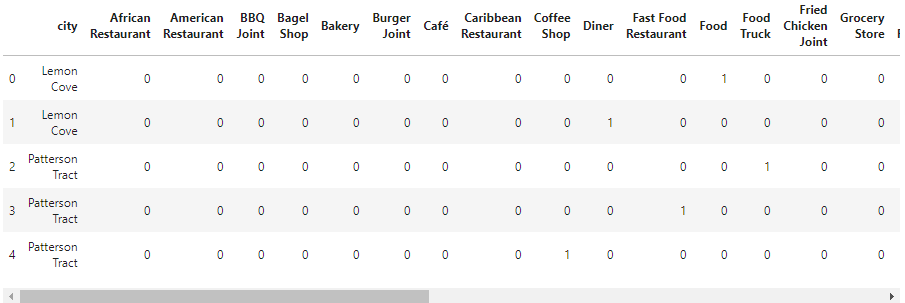 city African Restaurant American Restaurant BBQ Joint Bagel Shop Bakery Burger Joint Café Caribbean Restaurant Coffee Shop Diner Fast Food Restaurant Food Food Truck Fried Chicken Joint Grocery Store
0 Lemon Cove 0 0 0 0 0 0 0 0 0 0 0 1 0 0 0
1 Lemon Cove 0 0 0 0 0 0 0 0 0 1 0 0 0 0 0
2 Patterson Tract 0 0 0 0 0 0 0 0 0 0 0 0 1 0 0
3 Patterson Tract 0 0 0 0 0 0 0 0 0 0 1 0 0 0 0
4 Patterson Tract 0 0 0 0 0 0 0 0 1 0 0 0 0 0 0